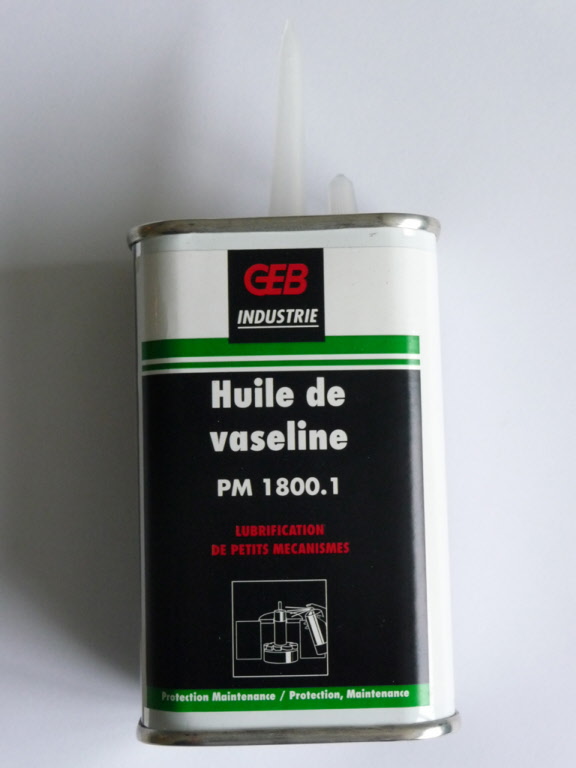 GEB
INDUSTRIE
Huile de
vaseline
PM 1800.1
LUBRIFICATION
DE PETITS MECANISMES
Protection Maintenance / Protection, Maintenance